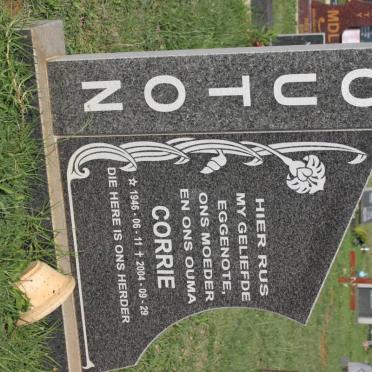 OUTON
HIER RUS
MY GELIEFDE
EGGENOTE,
ONS MOEDER
EN ONS OUMA
CORRIE
☆ 1946 - 06 - 11 ✝ 2004 - 09 - 29
DIE HERE IS ONS HERDER
MDL